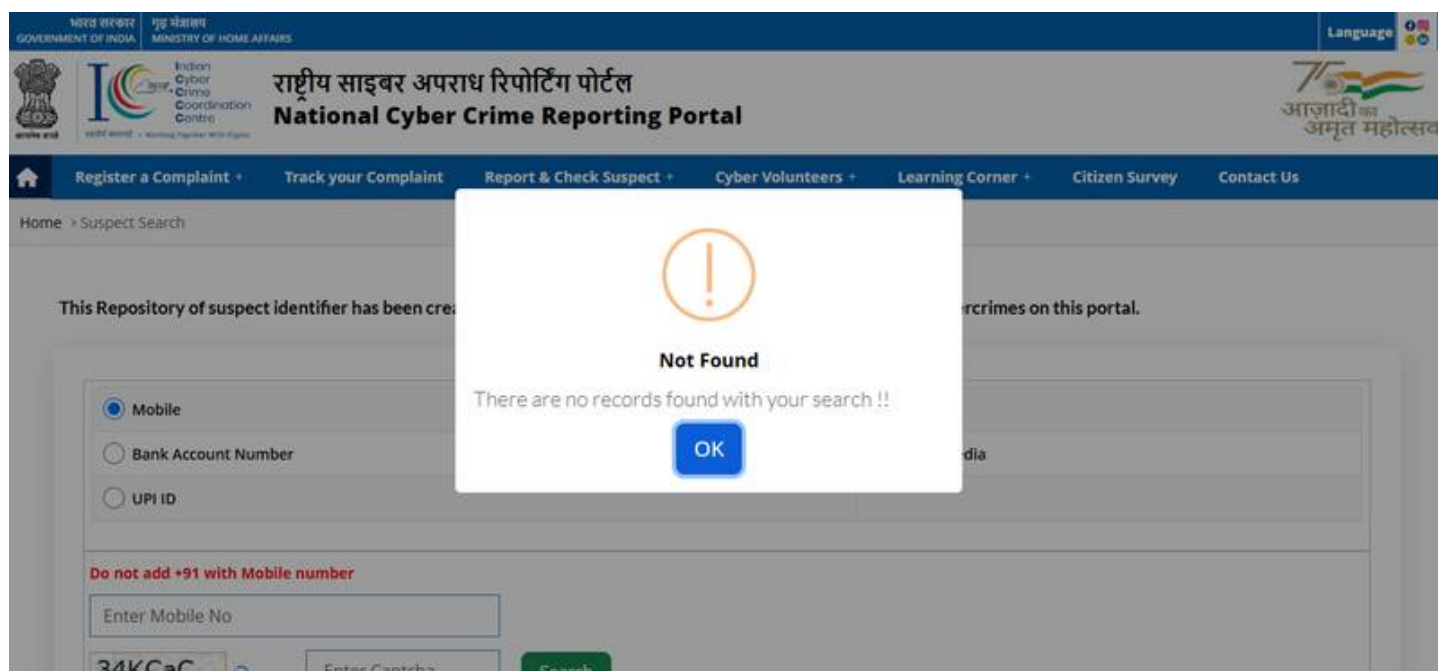 भारत सरकार गृह मंत्रालय
GOVERNMENT OF INDIA MINISTRY OF HOME AFFAIRS
Language
Indian
Cyber
Crime
Coordination
Centre
राष्ट्रीय साइबर अपराध रिपोर्टिंग पोर्टल
National Cyber Crime Reporting Portal
आज़ादी का
अमृत महोत्सव
Register a Complaint + Track your Complaint Report & Check Suspect + Cyber Volunteers + Learning Corner + Citizen Survey Contact Us
Home > Suspect Search
This Repository of suspect identifier has been crea rcrimes on this portal.
Not Found
There are no records found with your search !!
OK
Mobile
Bank Account Number dia
UPI ID
Do not add +91 with Mobile number
Enter Mobile No
34KCaC Enter Captcha Search